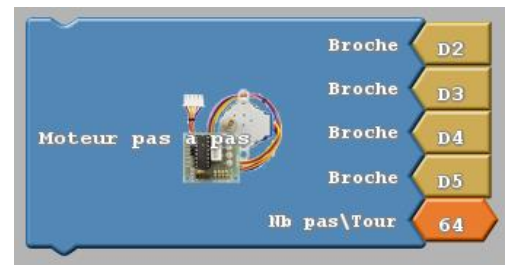 Broche D2
Broche D3
Moteur pas à pas
Broche D4
Broche D5
Nb pas\Tour 64